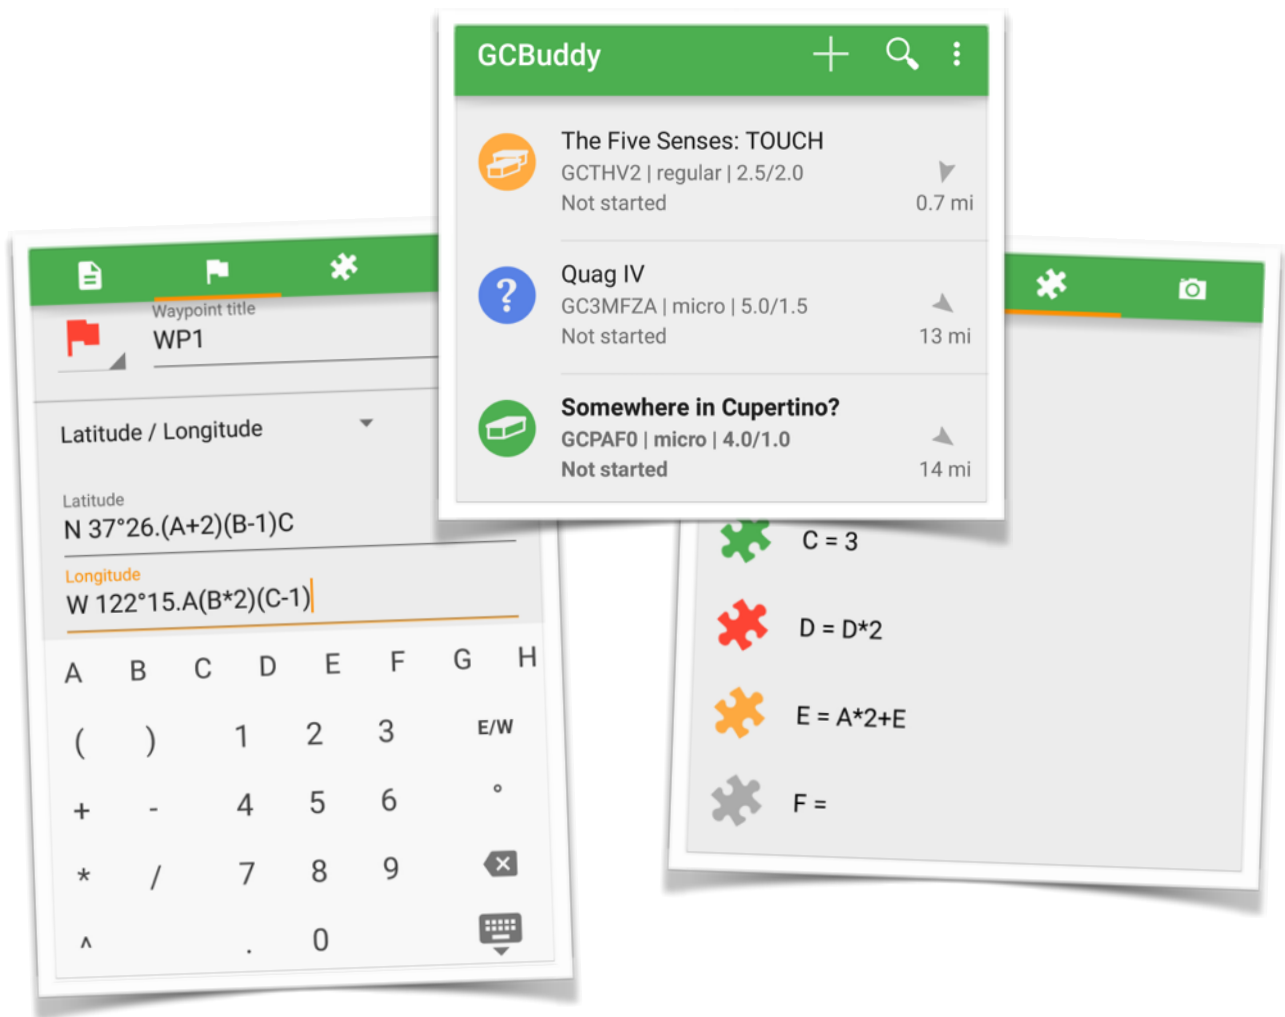 GCBuddy
The Five Senses: TOUCH
GCTHV2 | regular | 2.5/2.0
Not started
0.7 mi
Quag IV
GC3MFZA | micro | 5.0/1.5
Not started
13 mi
Somewhere in Cupertino?
GCPAF0 | micro | 4.0/1.0
Not started
14 mi
Waypoint title
WP1
Latitude / Longitude
Latitude
N 37°26.(A+2)(B-1)C
Longitude
W 122°15.A(B*2)(C-1)
A B C D E F G H
( ) 1 2 3 E/W
+ - 4 5 6 °
* / 7 8 9
^ . 0
C = 3
D = D*2
E = A*2+E
F =